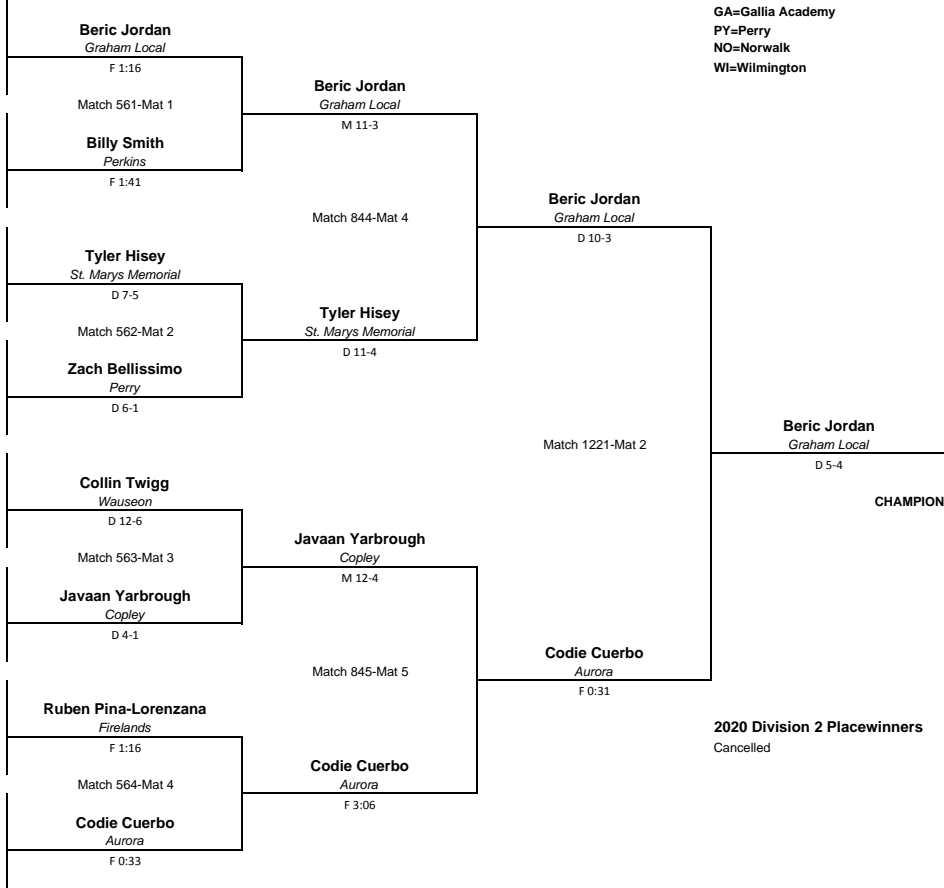 GA=Gallia Academy
PY=Perry
NO=Norwalk
WI=Wilmington
Beric Jordan
Graham Local
F 1:16
Match 561-Mat 1
Billy Smith
Perkins
F 1:41
Tyler Hisey
St. Marys Memorial
D 7-5
Match 562-Mat 2
Zach Bellissimo
Perry
D 6-1
Collin Twigg
Wauseon
D 12-6
Match 563-Mat 3
Javaan Yarbrough
Copley
D 4-1
Ruben Pina-Lorenzana
Firelands
F 1:16
Match 564-Mat 4
Codie Cuerbo
Aurora
F 0:33
Beric Jordan
Graham Local
M 11-3
Match 844-Mat 4
Tyler Hisey
St. Marys Memorial
D 11-4
Javaan Yarbrough
Copley
M 12-4
Match 845-Mat 5
Codie Cuerbo
Aurora
F 3:06
Beric Jordan
Graham Local
D 10-3
Match 1221-Mat 2
Codie Cuerbo
Aurora
F 0:31
Beric Jordan
Graham Local
D 5-4
CHAMPION
2020 Division 2 Placewinners
Cancelled